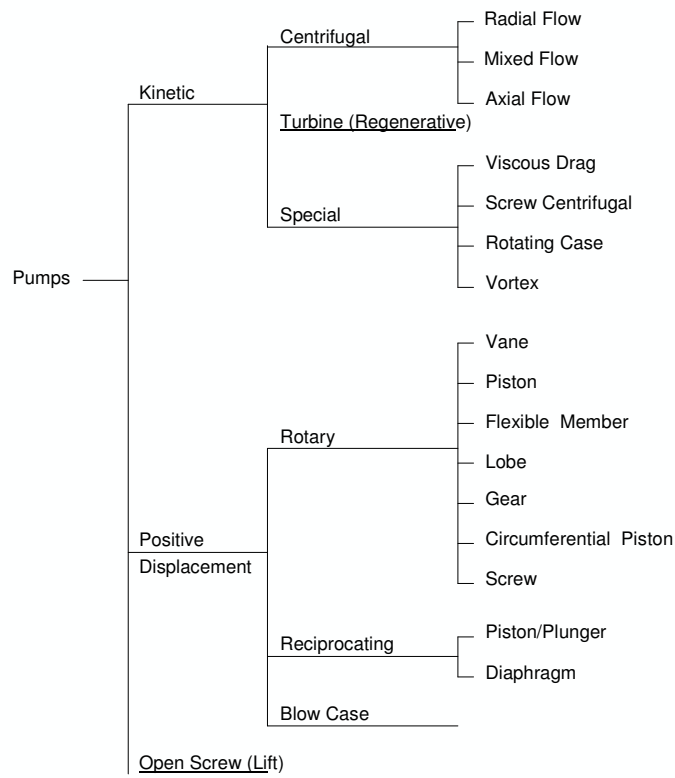 Radial Flow
Centrifugal
Mixed Flow
Kinetic
Axial Flow
Turbine (Regenerative)
Viscous Drag
Screw Centrifugal
Special
Rotating Case
Pumps
Vortex
Vane
Piston
Flexible Member
Rotary
Lobe
Gear
Positive
Displacement
Circumferential Piston
Screw
Reciprocating
Piston/Plunger
Diaphragm
Blow Case
Open Screw (Lift)